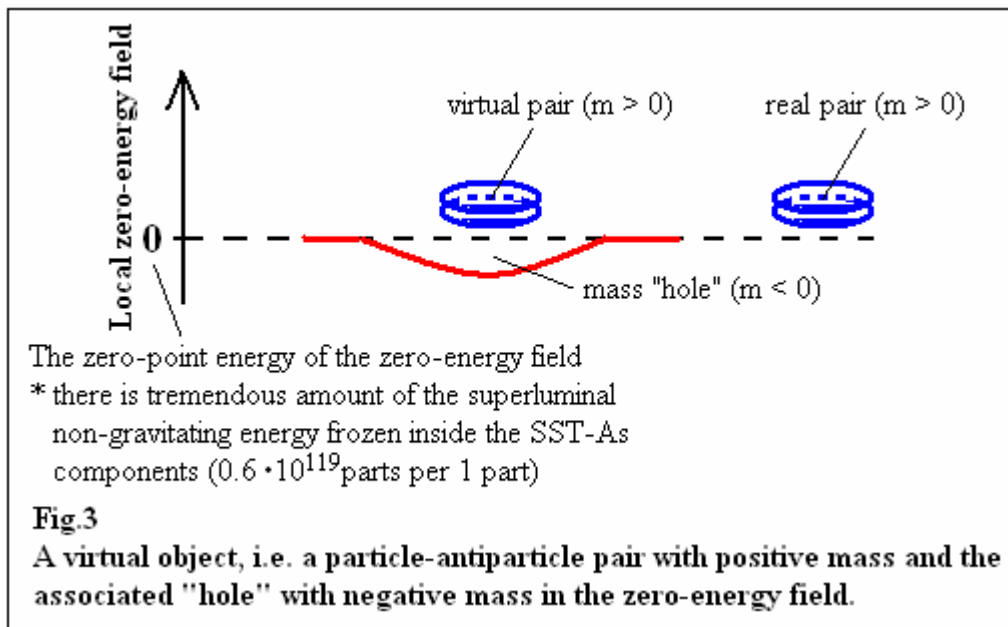 Local zero-energy field
virtual pair (m > 0)
real pair (m > 0)
0
mass "hole" (m < 0)
The zero-point energy of the zero-energy field
* there is tremendous amount of the superluminal
non-gravitating energy frozen inside the SST-As
components (0.6 · 10¹¹⁹ parts per 1 part)
Fig.3
A virtual object, i.e. a particle-antiparticle pair with positive mass and the
associated "hole" with negative mass in the zero-energy field.